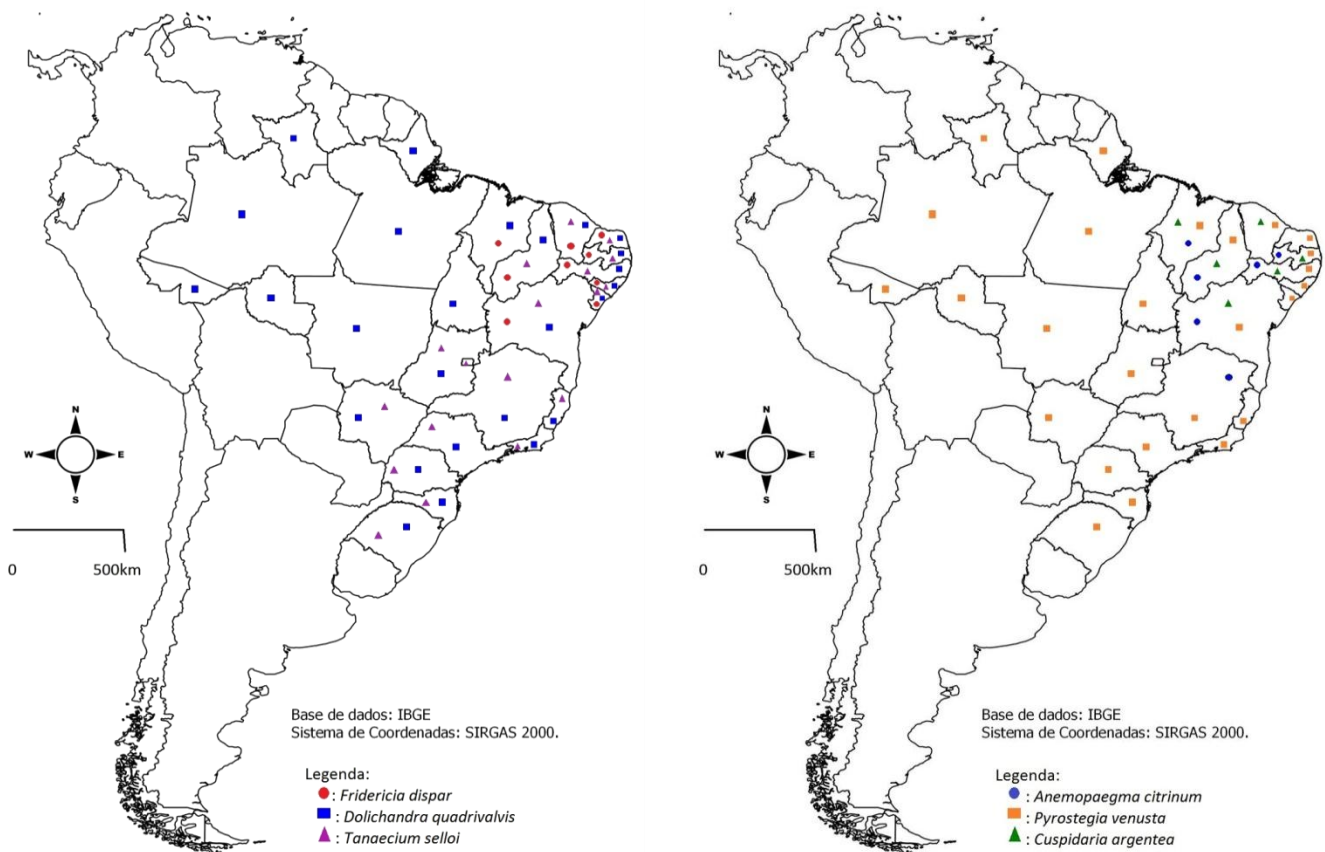 N
W E
S
0 500km
Base de dados: IBGE
Sistema de Coordenadas: SIRGAS 2000.
Legenda:
: Fridericia dispar
: Dolichandra quadrivalvis
: Tanaecium selloi
N
W E
S
0 500km
Base de dados: IBGE
Sistema de Coordenadas: SIRGAS 2000.
Legenda:
: Anemopaegma citrinum
: Pyrostegia venusta
: Cuspidaria argentea